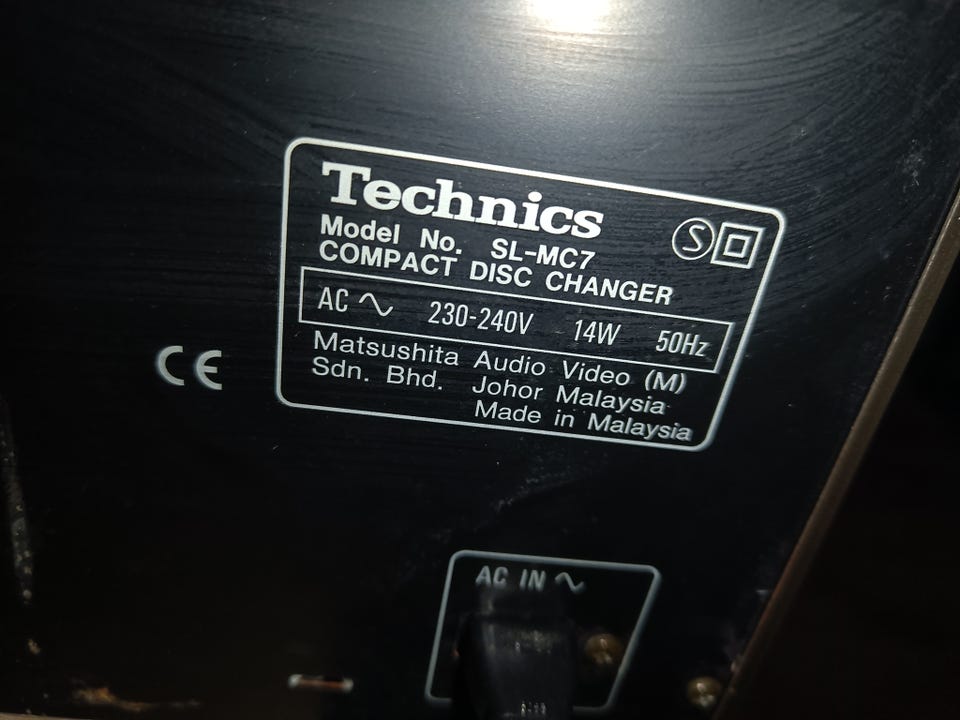 Technics
Model No. SL-MC7
COMPACT DISC CHANGER
S
AC ∿ 230-240V 14W 50Hz
Matsushita Audio Video (M)
Sdn. Bhd. Johor Malaysia
Made in Malaysia
CE
AC IN ∿